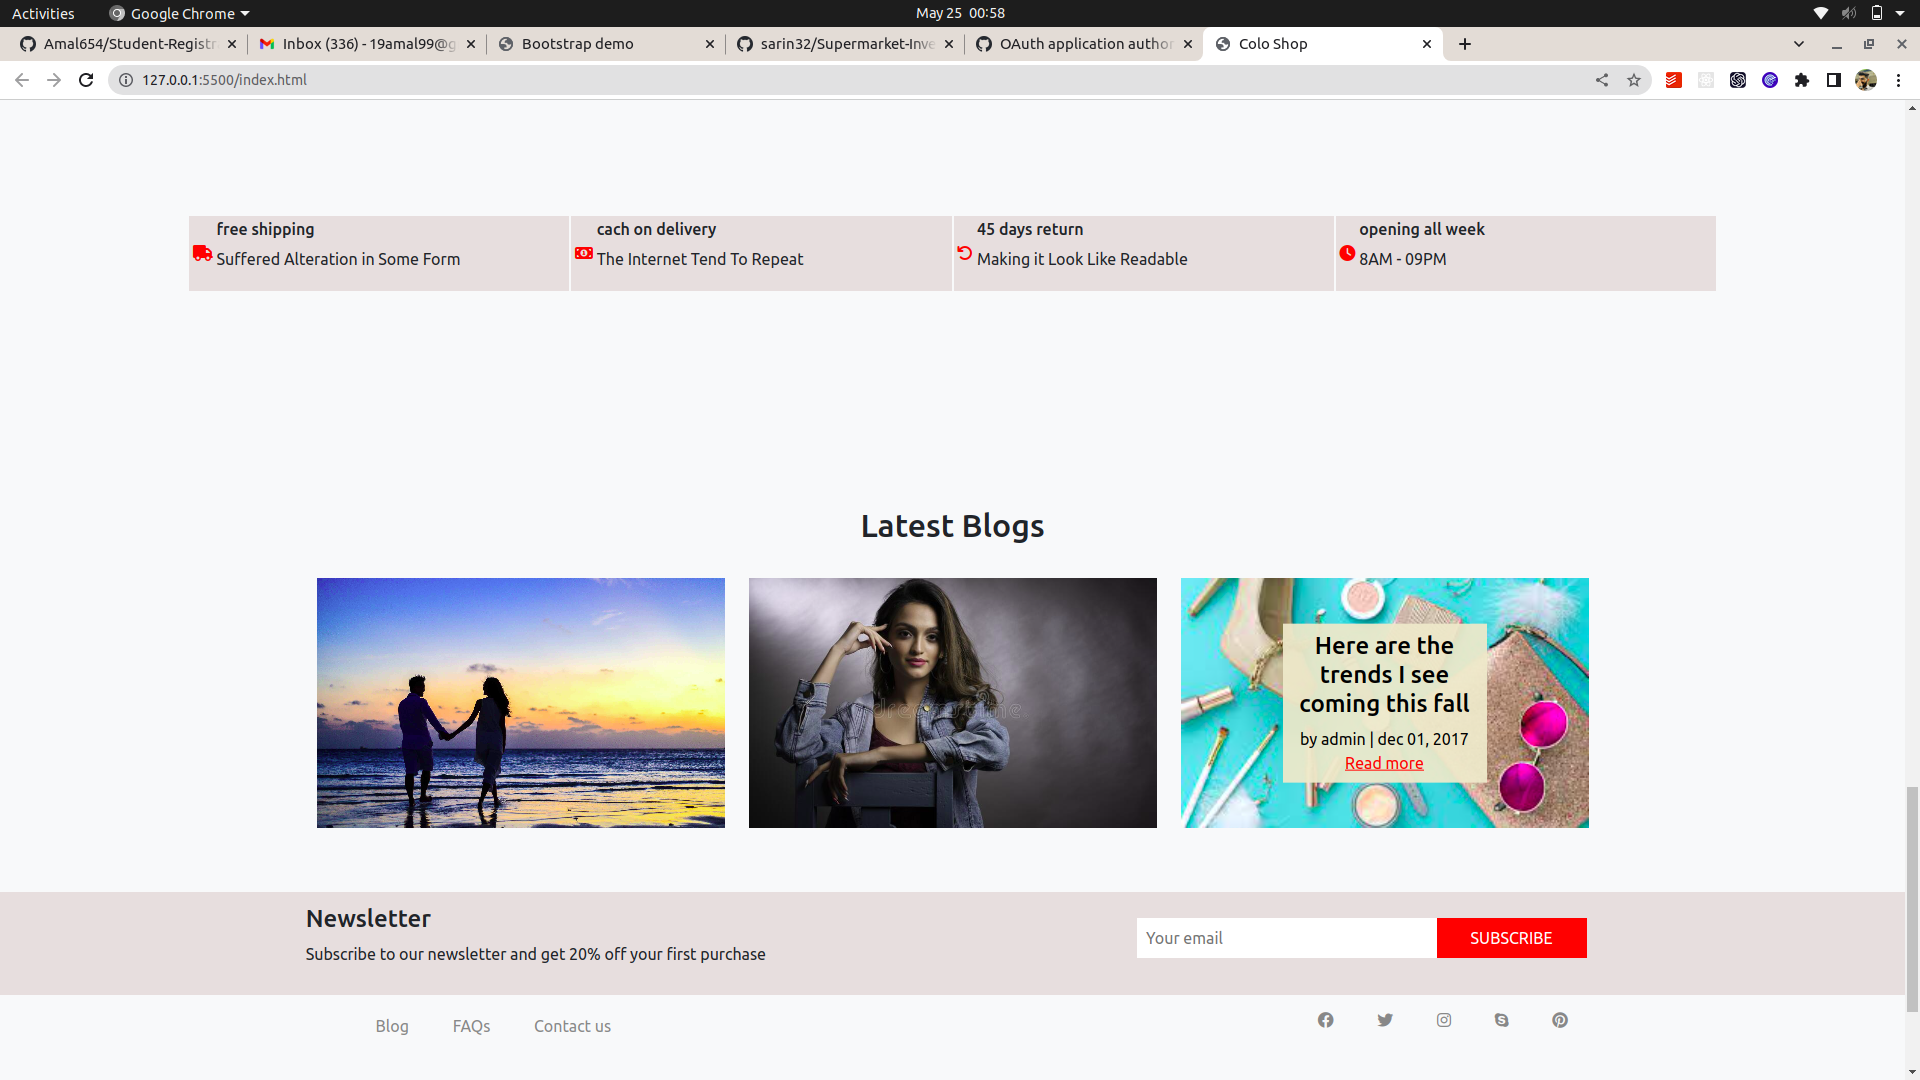 Activities
Google Chrome
May 25 00:58
Amal654/Student-Registr
Inbox (336) - 19amal99@g
Bootstrap demo
sarin32/Supermarket-Inve
OAuth application author
Colo Shop
127.0.0.1:5500/index.html
free shipping
Suffered Alteration in Some Form
cach on delivery
The Internet Tend To Repeat
45 days return
Making it Look Like Readable
opening all week
8AM - 09PM
Latest Blogs
dreamstime
Here are the
trends I see
coming this fall
by admin | dec 01, 2017
Read more
Newsletter
Subscribe to our newsletter and get 20% off your first purchase
Your email
SUBSCRIBE
Blog
FAQs
Contact us